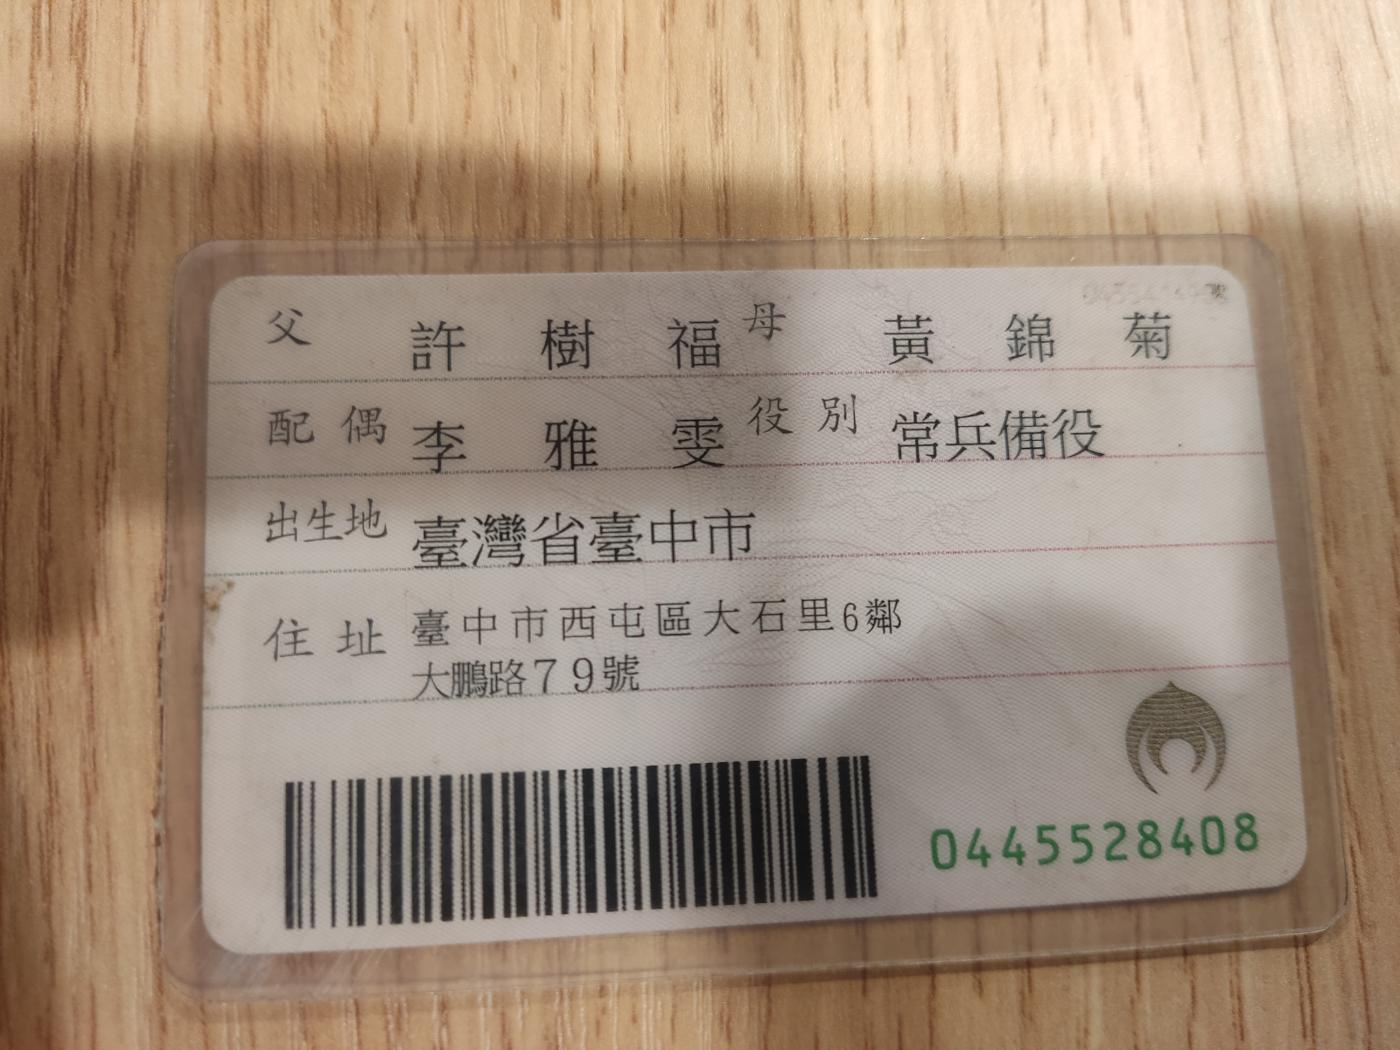 父 許樹福 母 黃錦菊
配偶 李雅雯 役別 常兵備役
出生地 臺灣省臺中市
住址 臺中市西屯區大石里6鄰
大鵬路79號
0445528408